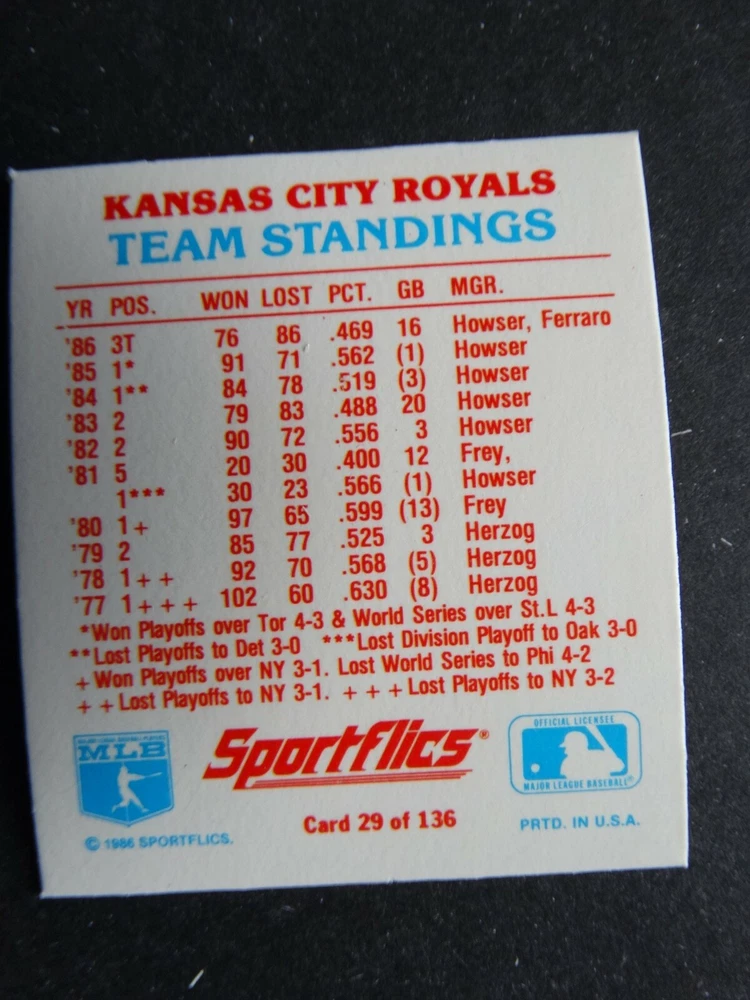 KANSAS CITY ROYALS
TEAM STANDINGS
YR POS. WON LOST PCT. GB MGR.
'86 3T 76 86 .469 16 Howser, Ferraro
'85 1* 91 71 .562 (1) Howser
'84 1** 84 78 .519 (3) Howser
'83 2 79 83 .488 20 Howser
'82 2 90 72 .556 3 Howser
'81 5 20 30 .400 12 Frey,
1*** 30 23 .566 (1) Howser
'80 1+ 97 65 .599 (13) Frey
'79 2 85 77 .525 3 Herzog
'78 1++ 92 70 .568 (5) Herzog
'77 1+++ 102 60 .630 (8) Herzog
*Won Playoffs over Tor 4-3 & World Series over St.L 4-3
**Lost Playoffs to Det 3-0 ***Lost Division Playoff to Oak 3-0
+Won Playoffs over NY 3-1. Lost World Series to Phi 4-2
++Lost Playoffs to NY 3-1. +++Lost Playoffs to NY 3-2
MAJOR LEAGUE BASEBALL PLAYERS
MLB
Sportflics®
OFFICIAL LICENSEE
MAJOR LEAGUE BASEBALL®
Card 29 of 136
© 1986 SPORTFLICS.
PRTD. IN U.S.A.